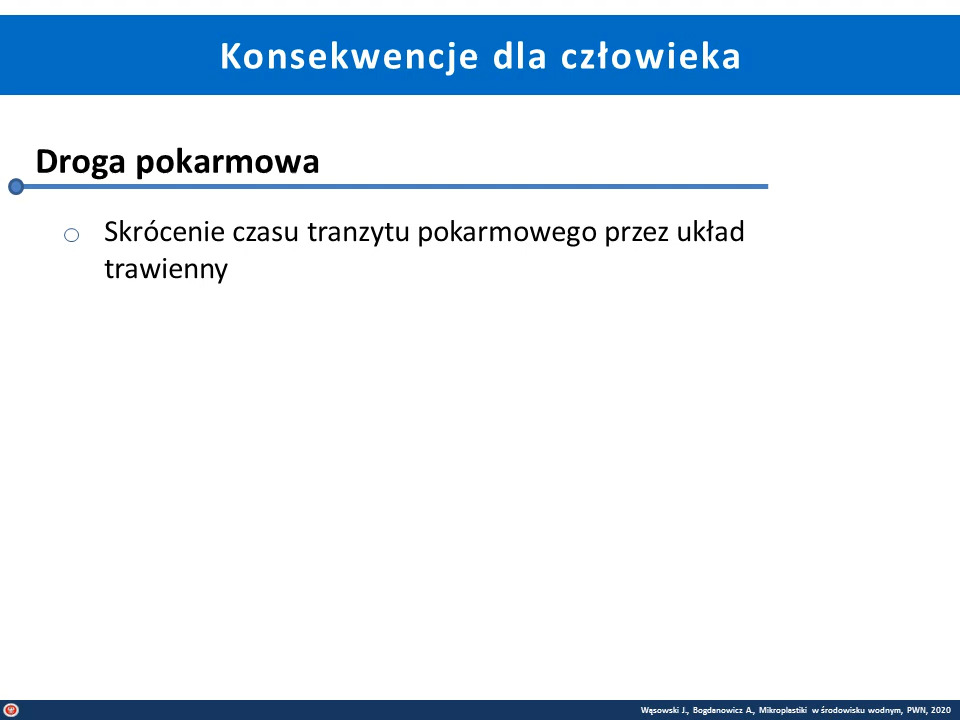 Konsekwencje dla człowieka
Droga pokarmowa
Skrócenie czasu tranzytu pokarmowego przez układ
trawienny
Wąsowski J., Bogdanowicz A., Mikroplastiki w środowisku wodnym, PWN, 2020